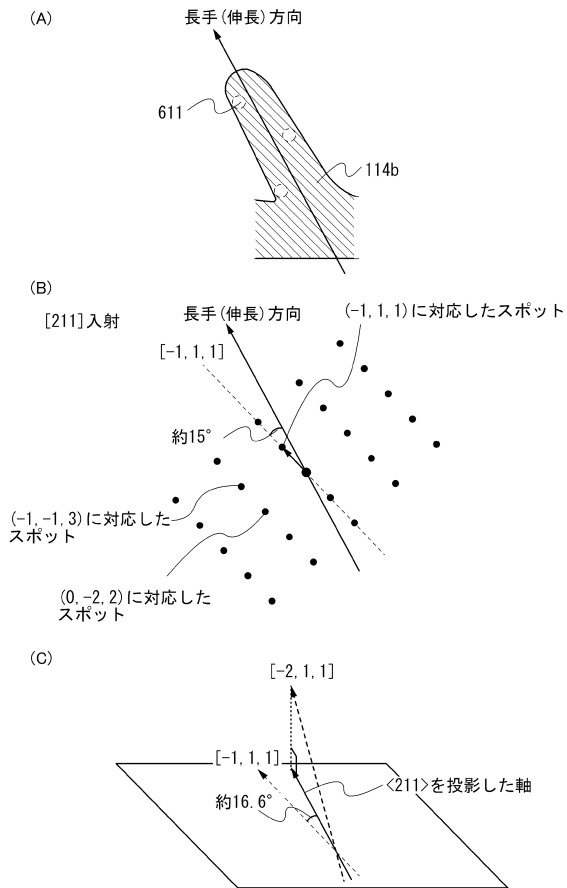 (A)
長手(伸長)方向
611
114b
(B)
[211]入射
長手(伸長)方向
(-1,1,1)に対応したスポット
[-1,1,1]
約15°
(-1,-1,3)に対応した
スポット
(0,-2,2)に対応した
スポット
(C)
[-2,1,1]
[-1,1,1]
<211>を投影した軸
約16.6°